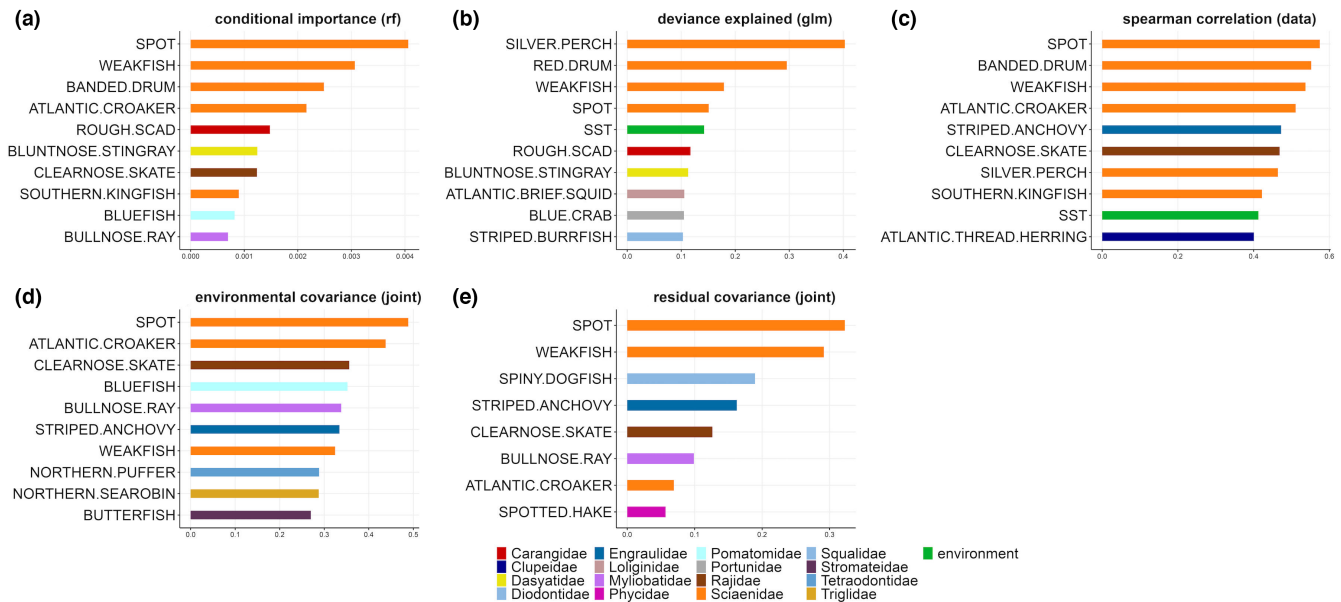 (a) conditional importance (rf)
SPOT
WEAKFISH
BANDED.DRUM
ATLANTIC.CROAKER
ROUGH.SCAD
BLUNTNOSE.STINGRAY
CLEARNOSE.SKATE
SOUTHERN.KINGFISH
BLUEFISH
BULLNOSE.RAY
0.000 0.001 0.002 0.003 0.004
(b) deviance explained (glm)
SILVER.PERCH
RED.DRUM
WEAKFISH
SPOT
SST
ROUGH.SCAD
BLUNTNOSE.STINGRAY
ATLANTIC.BRIEF.SQUID
BLUE.CRAB
STRIPED.BURRFISH
0.0 0.1 0.2 0.3 0.4
(c) spearman correlation (data)
SPOT
BANDED.DRUM
WEAKFISH
ATLANTIC.CROAKER
STRIPED.ANCHOVY
CLEARNOSE.SKATE
SILVER.PERCH
SOUTHERN.KINGFISH
SST
ATLANTIC.THREAD.HERRING
0.0 0.2 0.4 0.6
(d) environmental covariance (joint)
SPOT
ATLANTIC.CROAKER
CLEARNOSE.SKATE
BLUEFISH
BULLNOSE.RAY
STRIPED.ANCHOVY
WEAKFISH
NORTHERN.PUFFER
NORTHERN.SEAROBIN
BUTTERFISH
0.0 0.1 0.2 0.3 0.4 0.5
(e) residual covariance (joint)
SPOT
WEAKFISH
SPINY.DOGFISH
STRIPED.ANCHOVY
CLEARNOSE.SKATE
BULLNOSE.RAY
ATLANTIC.CROAKER
SPOTTED.HAKE
0.0 0.1 0.2 0.3
Carangidae Engraulidae Pomatomidae Squalidae environment
Clupeidae Loliginidae Portunidae Stromateidae
Dasyatidae Myliobatidae Rajidae Tetraodontidae
Diodontidae Phycidae Sciaenidae Triglidae